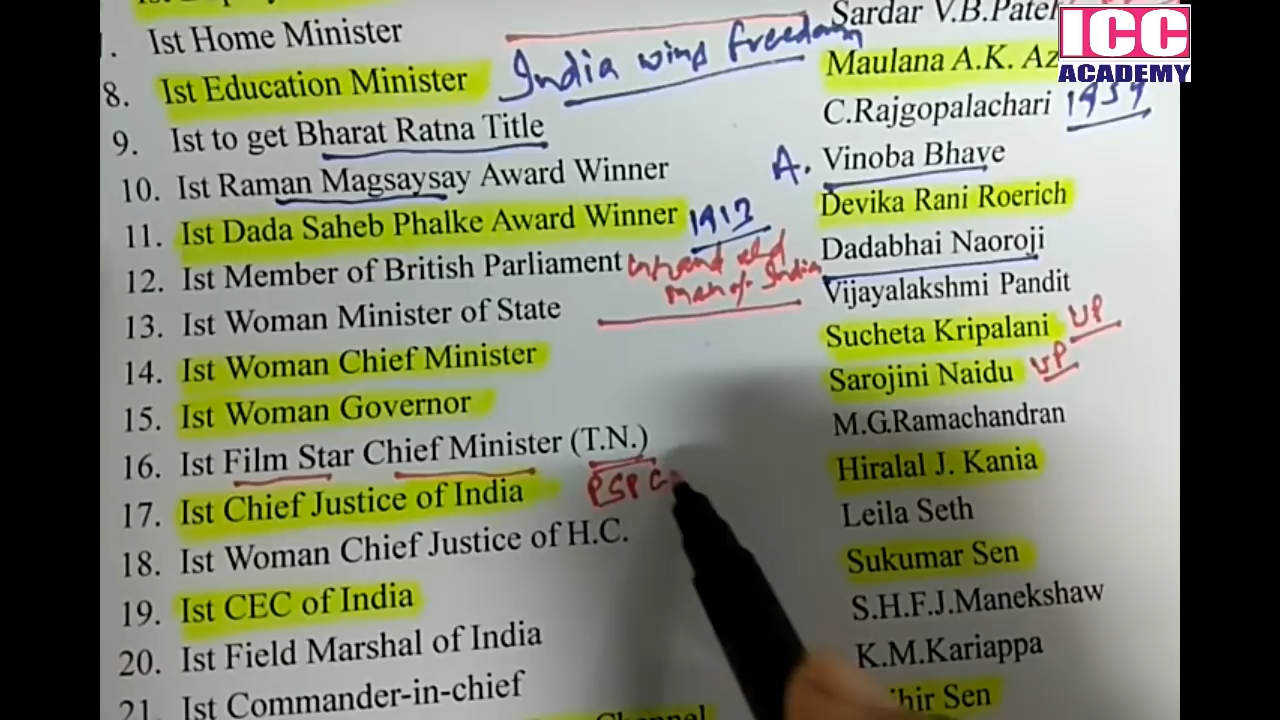 Sardar V.B.Patel
ICC
ACADEMY
Ist Home Minister
India wins freedom
8. Ist Education Minister
Maulana A.K. Az
9. Ist to get Bharat Ratna Title
C.Rajgopalachari
10. Ist Raman Magsaysay Award Winner
A. Vinoba Bhave
11. Ist Dada Saheb Phalke Award Winner 1913
Devika Rani Roerich
12. Ist Member of British Parliament
Dadabhai Naoroji
13. Ist Woman Minister of State
Vijayalakshmi Pandit
14. Ist Woman Chief Minister
Sucheta Kripalani UP
15. Ist Woman Governor
Sarojini Naidu UP
16. Ist Film Star Chief Minister (T.N.)
M.G.Ramachandran
17. Ist Chief Justice of India
Hiralal J. Kania
18. Ist Woman Chief Justice of H.C.
Leila Seth
19. Ist CEC of India
Sukumar Sen
20. Ist Field Marshal of India
S.H.F.J.Manekshaw
21. Ist Commander-in-chief
K.M.Kariappa
Sen